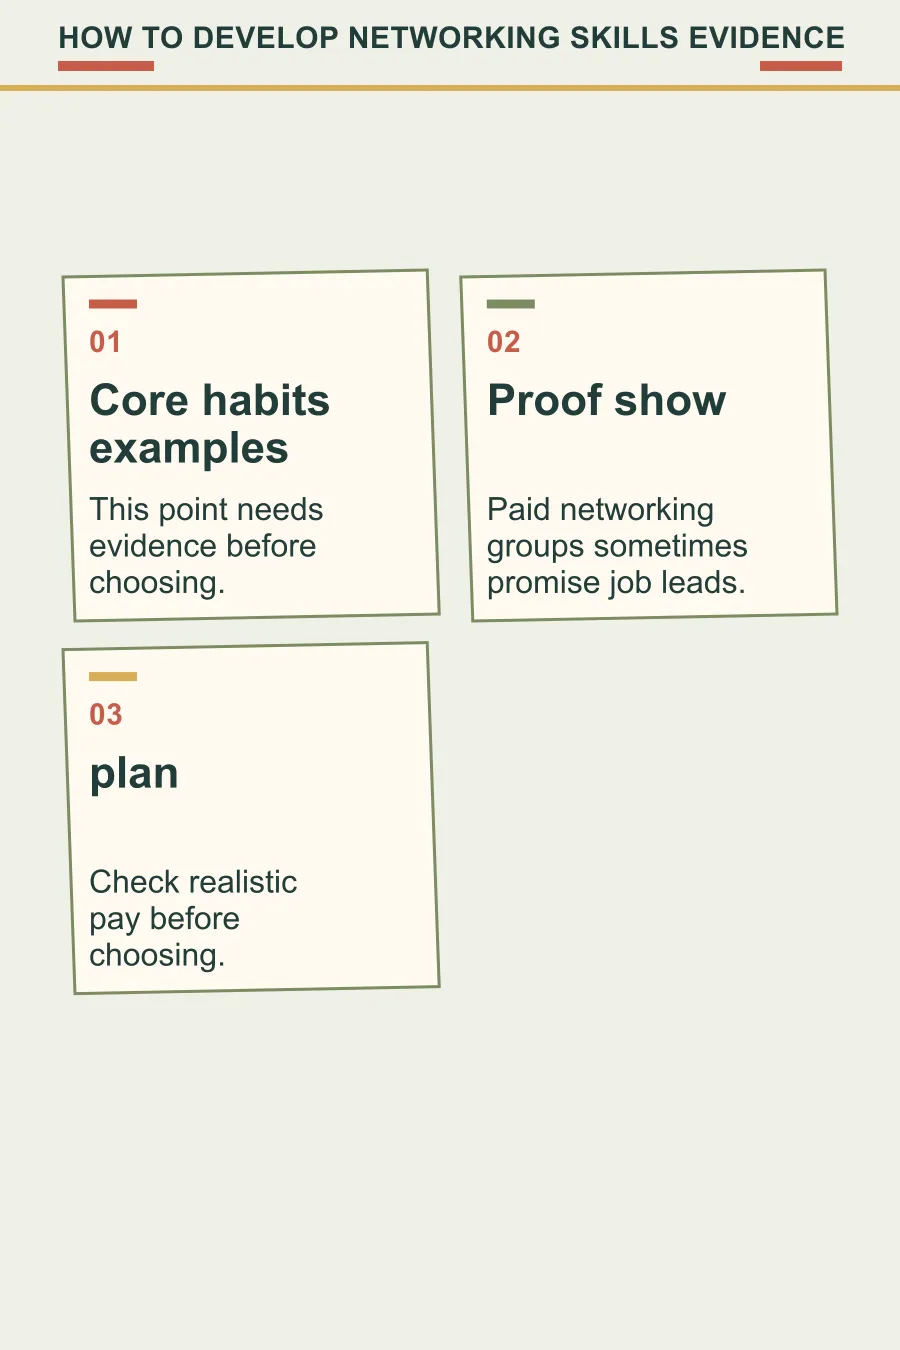 HOW TO DEVELOP NETWORKING SKILLS EVIDENCE
01
Core habits
examples
This point needs
evidence before
choosing.
02
Proof show
Paid networking
groups sometimes
promise job leads.
03
plan
Check realistic
pay before
choosing.